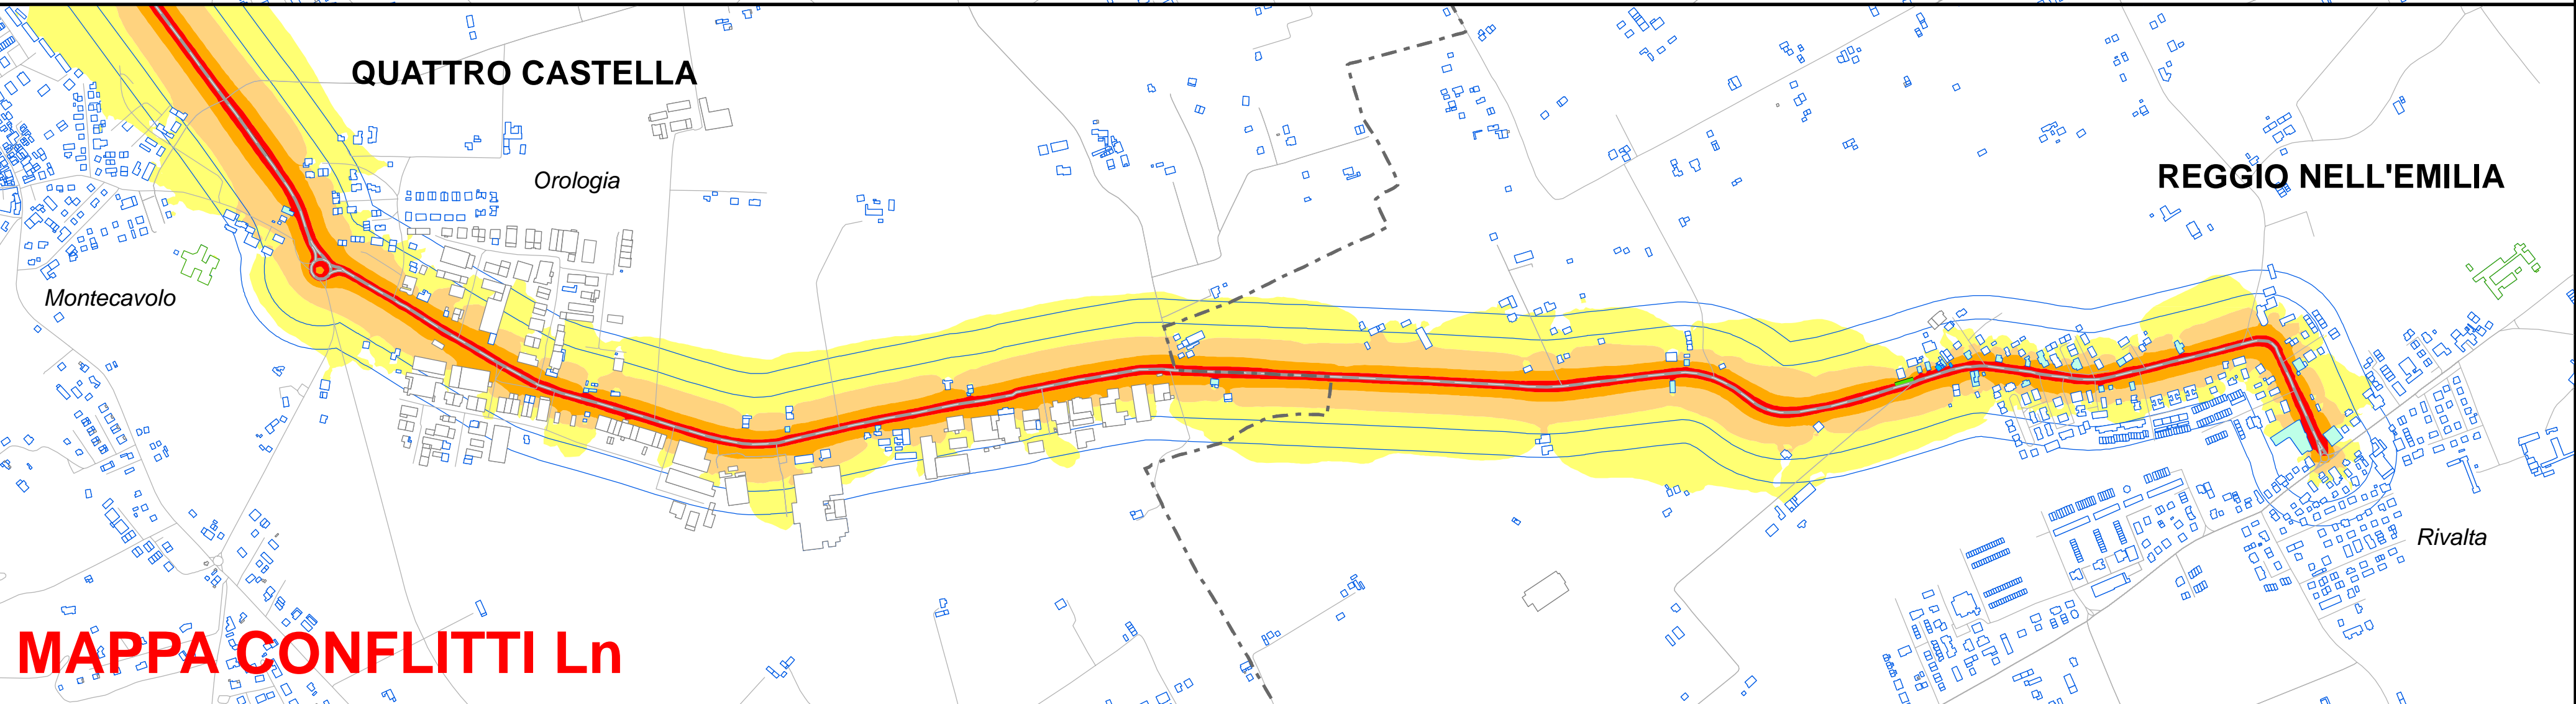 QUATTRO CASTELLA
Orologia
REGGIO NELL'EMILIA
Montecavolo
Rivalta
MAPPA CONFLITTI Ln